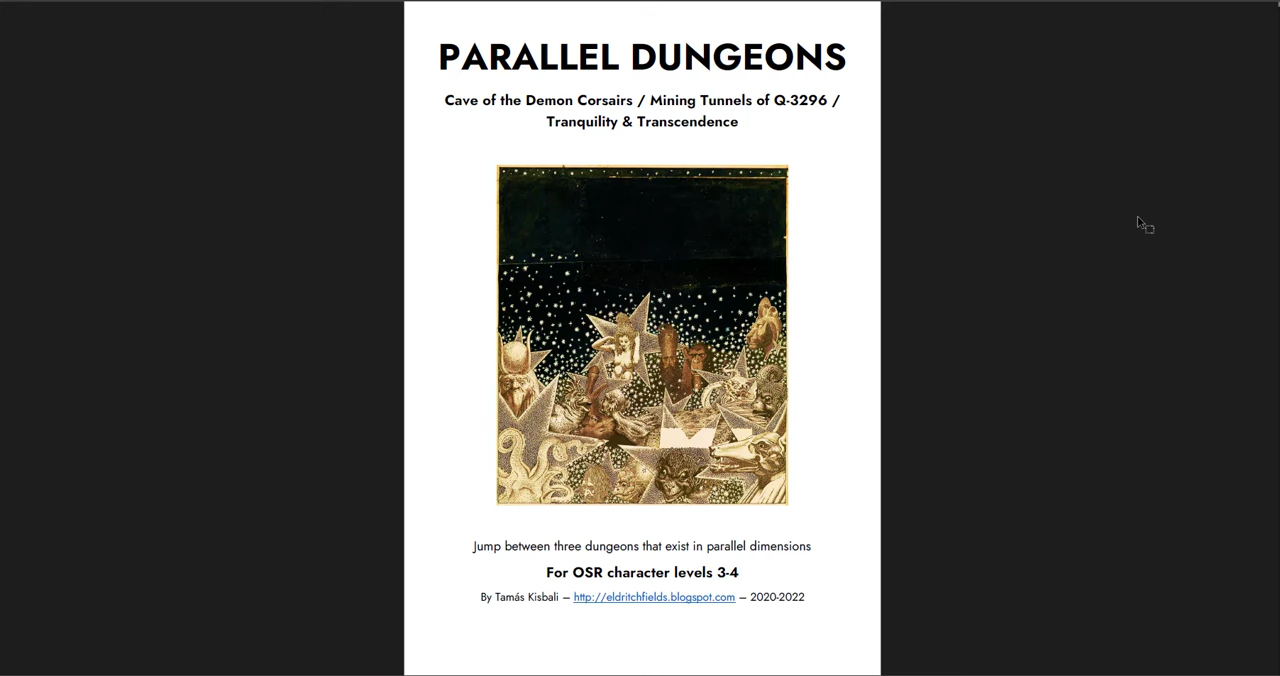 PARALLEL DUNGEONS
Cave of the Demon Corsairs / Mining Tunnels of Q-3296 /
Tranquility & Transcendence
Jump between three dungeons that exist in parallel dimensions
For OSR character levels 3-4
By Tamás Kisbali – http://eldritchfields.blogspot.com – 2020-2022